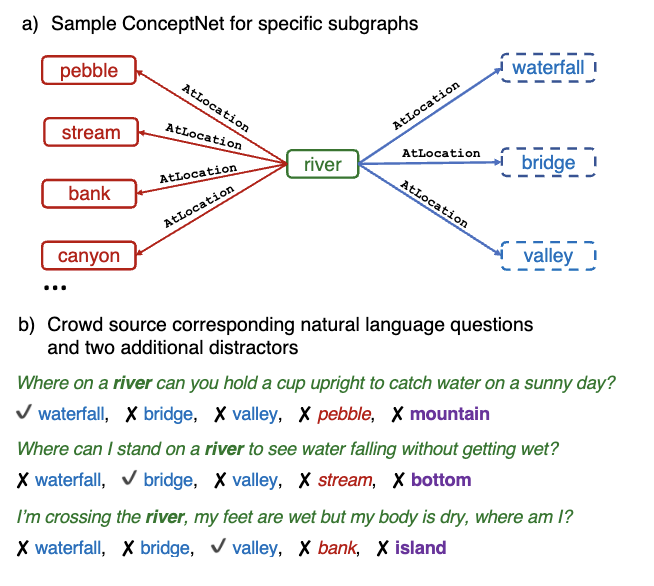 a) Sample ConceptNet for specific subgraphs
pebble
waterfall
AtLocation
AtLocation
stream
AtLocation
AtLocation
bridge
river
AtLocation
bank
AtLocation
AtLocation
canyon
valley
...
b) Crowd source corresponding natural language questions
and two additional distractors
Where on a river can you hold a cup upright to catch water on a sunny day?
✓ waterfall, ✗ bridge, ✗ valley, ✗ pebble, ✗ mountain
Where can I stand on a river to see water falling without getting wet?
✗ waterfall, ✓ bridge, ✗ valley, ✗ stream, ✗ bottom
I'm crossing the river, my feet are wet but my body is dry, where am I?
✗ waterfall, ✗ bridge, ✓ valley, ✗ bank, ✗ island